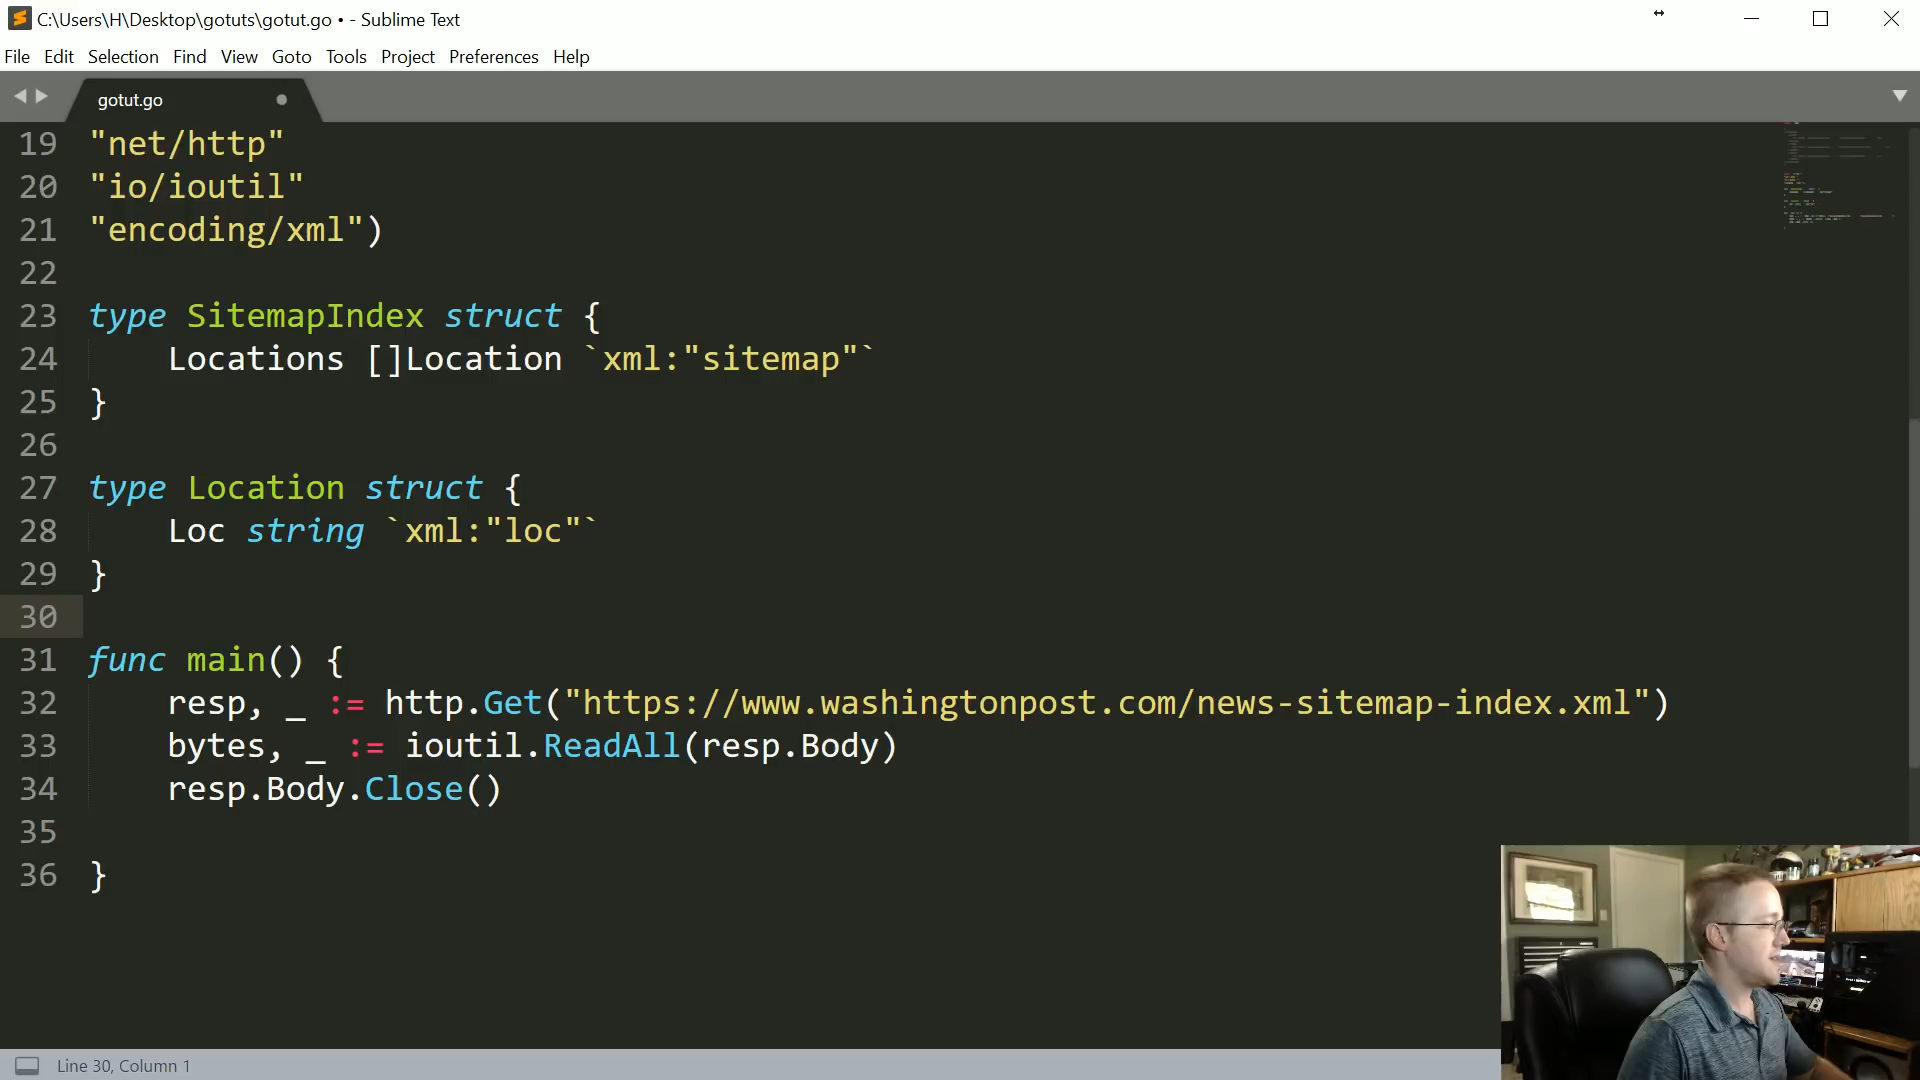 C:\Users\H\Desktop\gotuts\gotut.go • - Sublime Text
File Edit Selection Find View Goto Tools Project Preferences Help
gotut.go
19 "net/http"
20 "io/ioutil"
21 "encoding/xml")
22
23 type SitemapIndex struct {
24 Locations []Location `xml:"sitemap"`
25 }
26
27 type Location struct {
28 Loc string `xml:"loc"`
29 }
30
31 func main() {
32 resp, _ := http.Get("https://www.washingtonpost.com/news-sitemap-index.xml")
33 bytes, _ := ioutil.ReadAll(resp.Body)
34 resp.Body.Close()
35
36 }
Line 30, Column 1